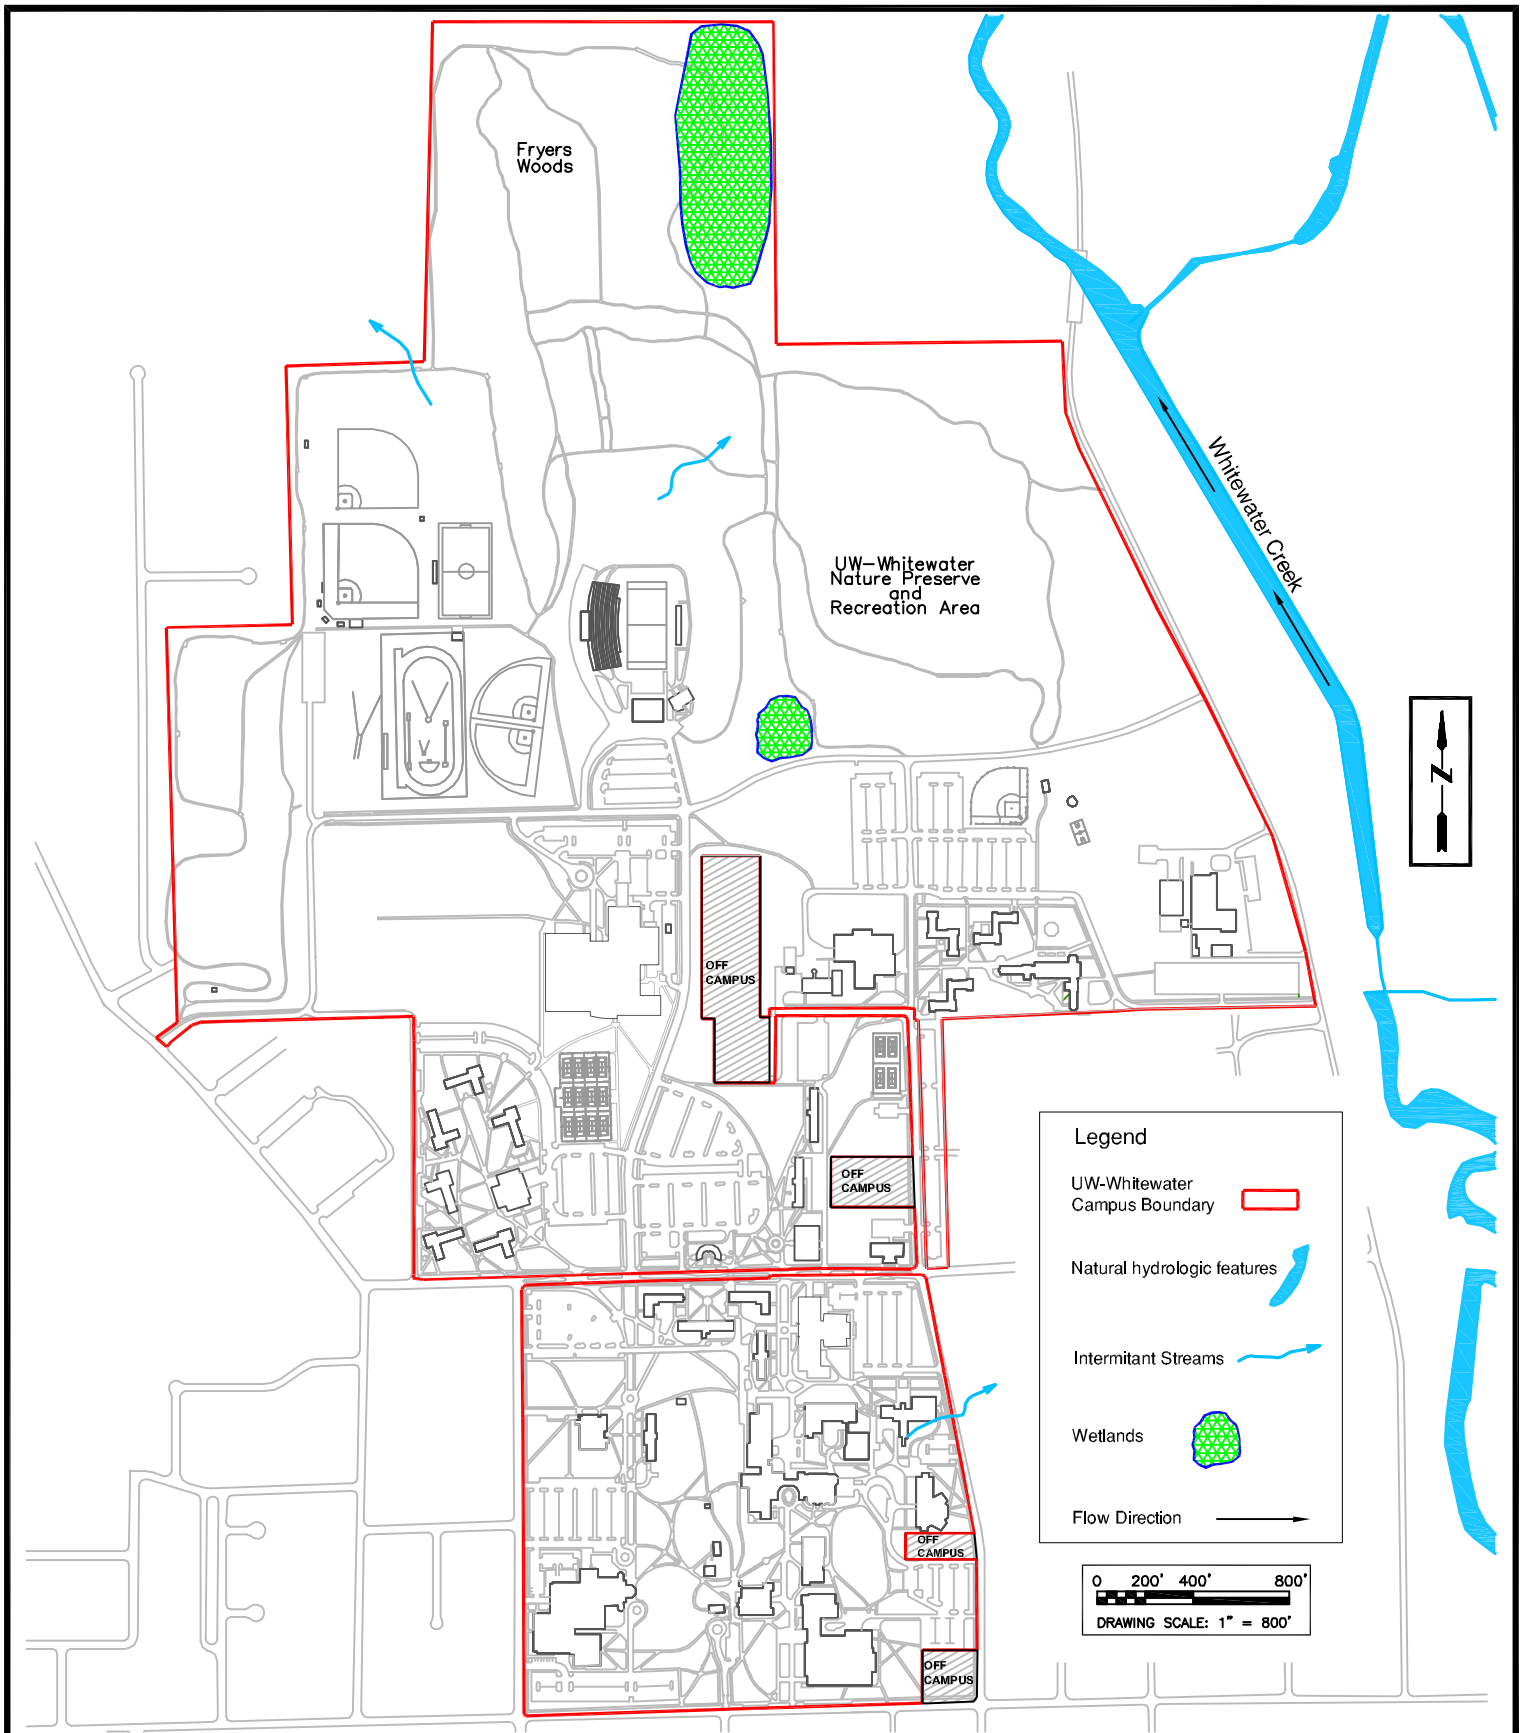 Fryers
Woods
Whitewater Creek
UW-Whitewater
Nature Preserve
and
Recreation Area
N
OFF
CAMPUS
OFF
CAMPUS
Legend
UW-Whitewater
Campus Boundary
Natural hydrologic features
Intermitant Streams
Wetlands
Flow Direction
OFF
CAMPUS
0 200' 400' 800'
DRAWING SCALE: 1" = 800'
OFF
CAMPUS